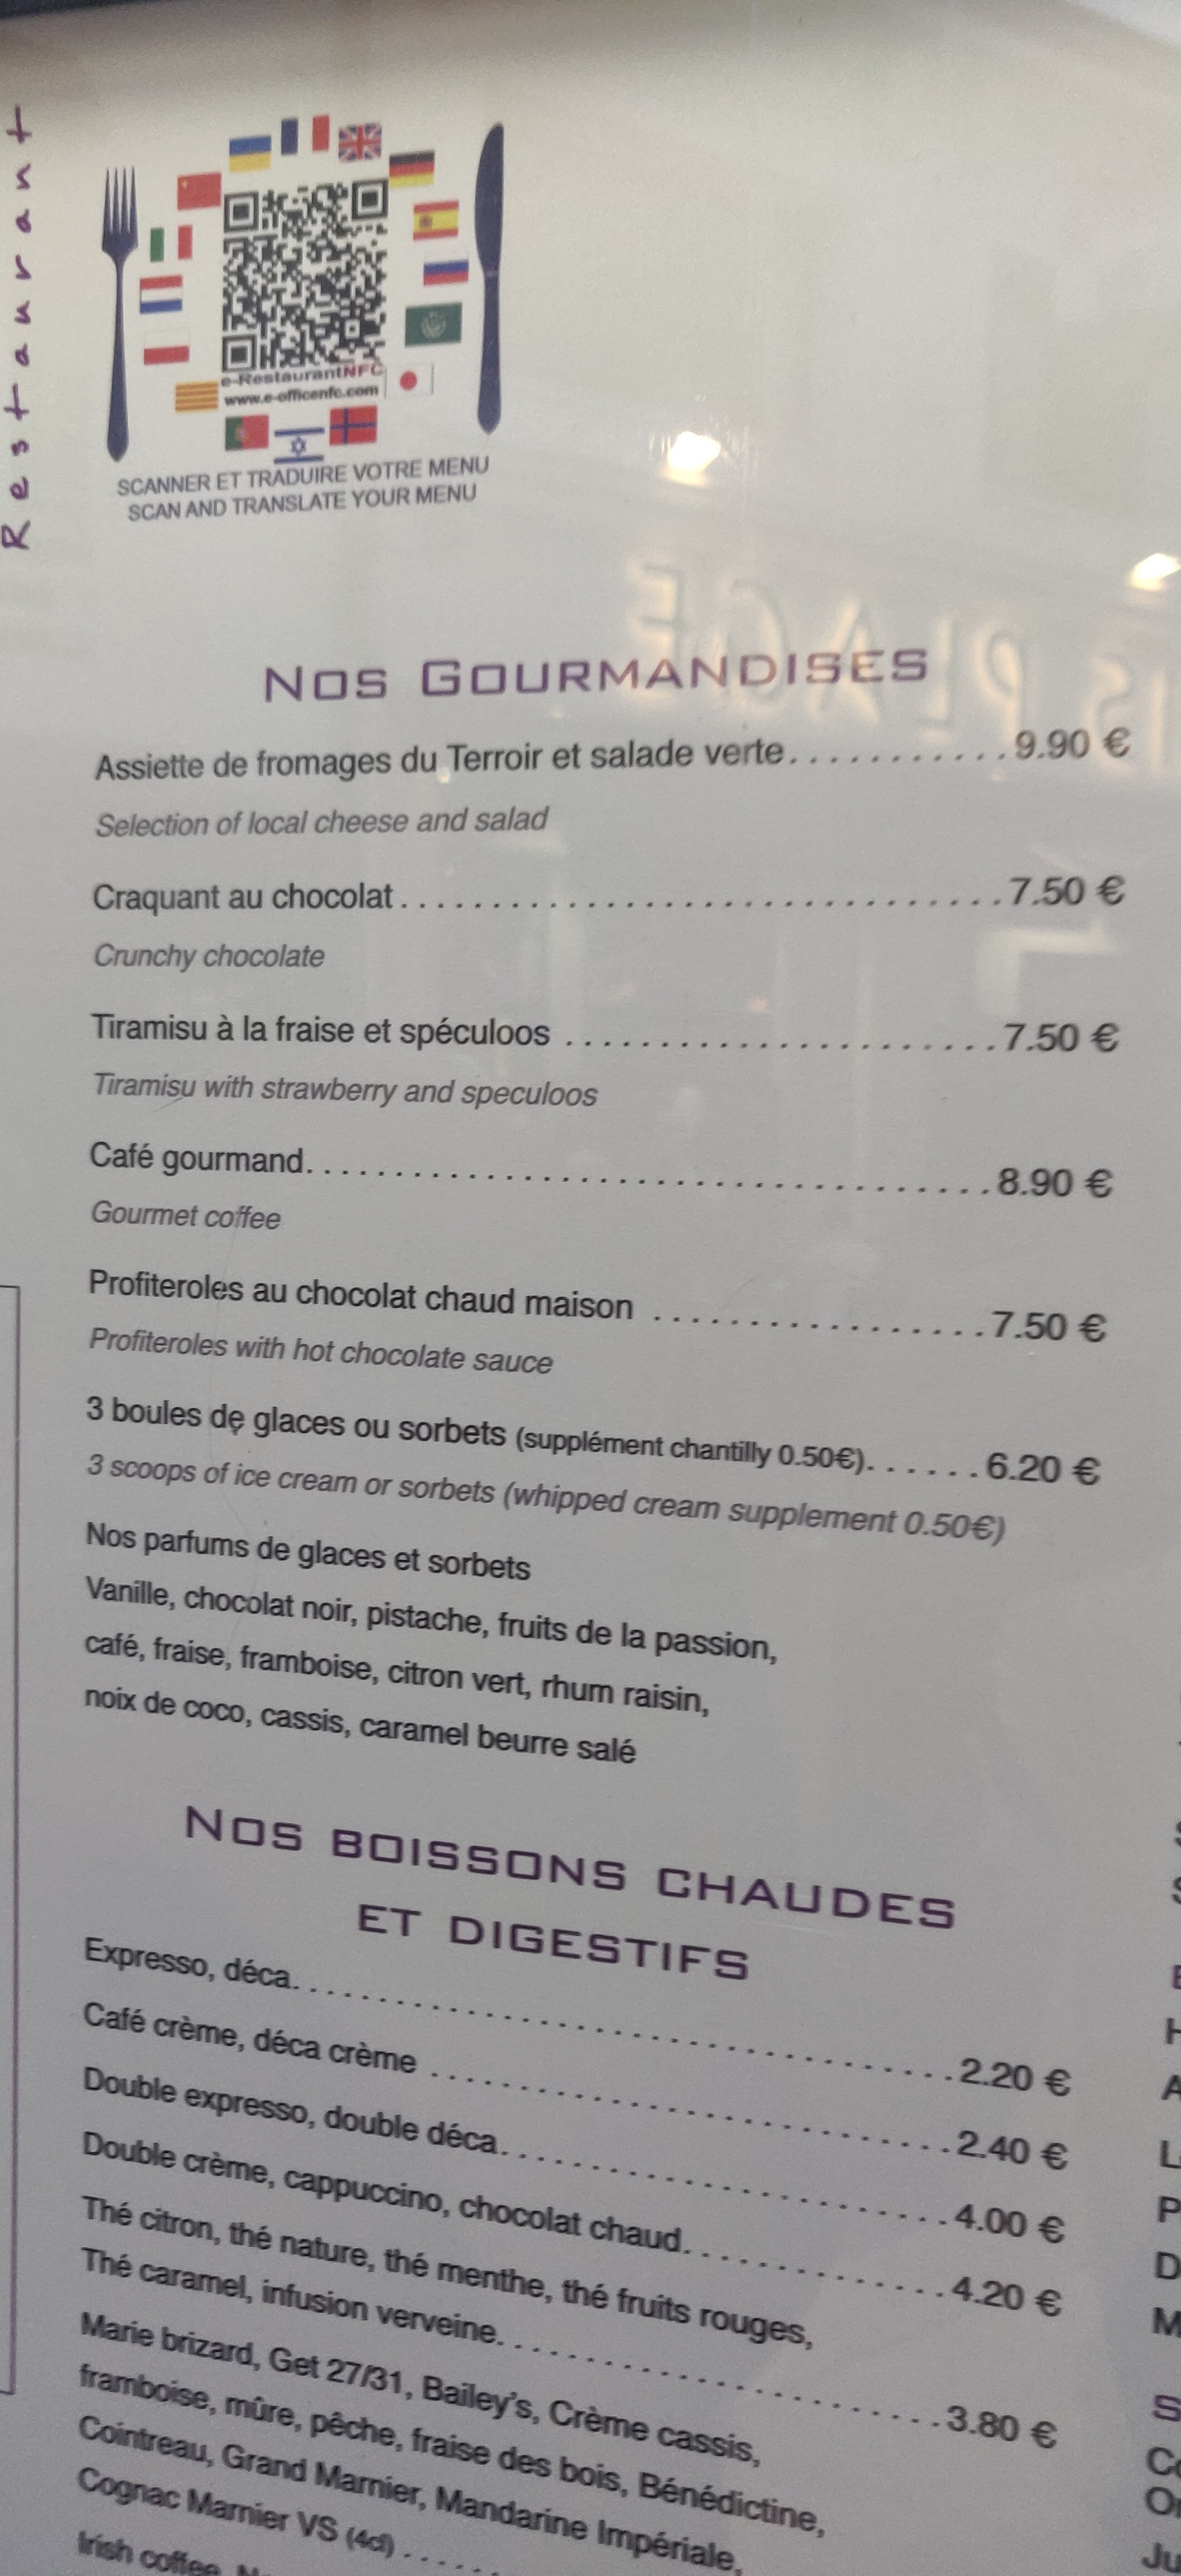 Restaurant
e-RestaurantNFC
www.e-officenfc.com
SCANNER ET TRADUIRE VOTRE MENU
SCAN AND TRANSLATE YOUR MENU
NOS GOURMANDISES
Assiette de fromages du Terroir et salade verte...........9.90 €
Selection of local cheese and salad
Craquant au chocolat.................................7.50 €
Crunchy chocolate
Tiramisu à la fraise et spéculoos .......................7.50 €
Tiramisu with strawberry and speculoos
Café gourmand.....................................8.90 €
Gourmet coffee
Profiteroles au chocolat chaud maison .................7.50 €
Profiteroles with hot chocolate sauce
3 boules de glaces ou sorbets (supplément chantilly 0.50€)......6.20 €
3 scoops of ice cream or sorbets (whipped cream supplement 0.50€)
Nos parfums de glaces et sorbets
Vanille, chocolat noir, pistache, fruits de la passion,
café, fraise, framboise, citron vert, rhum raisin,
noix de coco, cassis, caramel beurre salé
NOS BOISSONS CHAUDES
ET DIGESTIFS
Expresso, déca.....................................2.20 €
Café crème, déca crème .............................2.40 €
Double expresso, double déca.........................4.00 €
Double crème, cappuccino, chocolat chaud...............4.20 €
Thé citron, thé nature, thé menthe, thé fruits rouges,
Thé caramel, infusion verveine........................3.80 €
Marie brizard, Get 27/31, Bailey's, Crème cassis,
framboise, mûre, pêche, fraise des bois, Bénédictine,
Cointreau, Grand Marnier, Mandarine Impériale,
Cognac Marnier VS (4cl) ......
Irish coffee,